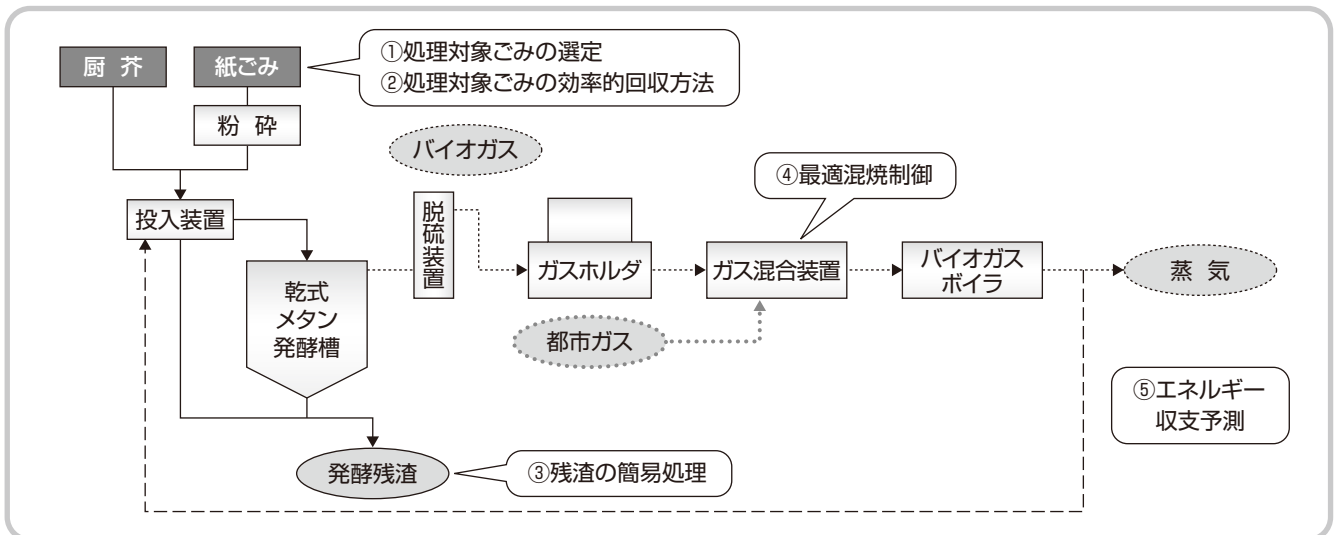 厨 芥
紙ごみ
①処理対象ごみの選定
②処理対象ごみの効率的回収方法
粉 砕
バイオガス
④最適混焼制御
投入装置
脱硫装置
ガスホルダ
ガス混合装置
バイオガス
ボイラ
蒸 気
乾式
メタン
発酵槽
都市ガス
⑤エネルギー
収支予測
発酵残渣
③残渣の簡易処理